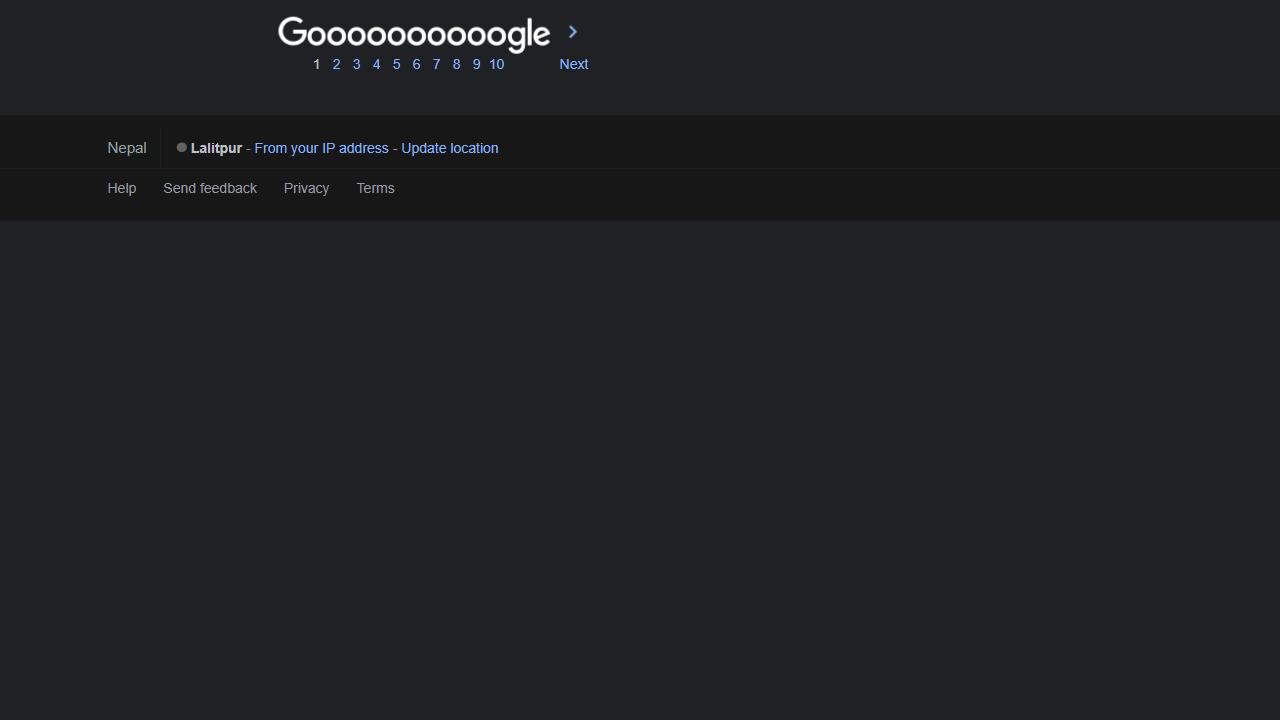 Goooooooooogle
1 2 3 4 5 6 7 8 9 10 Next
Nepal Lalitpur - From your IP address - Update location
Help Send feedback Privacy Terms